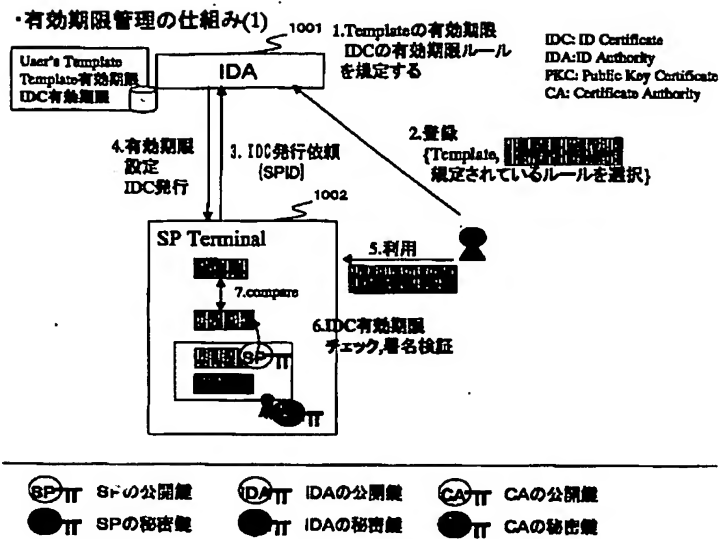 ・有効期限管理の仕組み(1)
1001
1.Templateの有効期限
IDCの有効期限ルール
を規定する
IDC: ID Certificate
IDA:ID Authority
PKC: Public Key Certificate
CA: Certificate Authority
User's Template
Template有効期限
IDC有効期限
IDA
2.登録
{Template,
規定されているルールを選択}
4.有効期限
設定
IDC発行
3. IDC発行依頼
(SPID)
1002
SP Terminal
5.利用
7.compare
6.IDC有効期限
チェック,署名検証
SP
SP
SPの公開鍵
IDA
IDAの公開鍵
CA
CAの公開鍵
SPの秘密鍵
IDAの秘密鍵
CAの秘密鍵